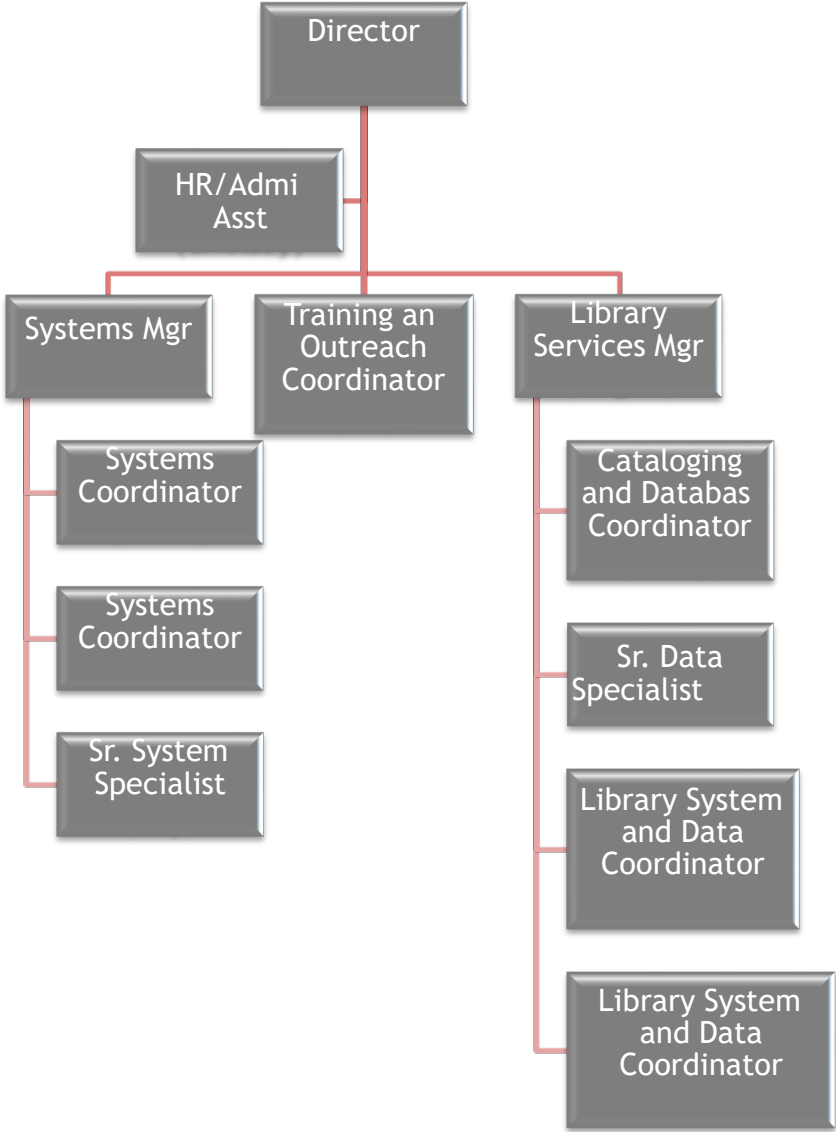 Director
HR/Admi
Asst
Systems Mgr
Training an
Outreach
Coordinator
Library
Services Mgr
Systems
Coordinator
Systems
Coordinator
Sr. System
Specialist
Cataloging
and Databas
Coordinator
Sr. Data
Specialist
Library System
and Data
Coordinator
Library System
and Data
Coordinator